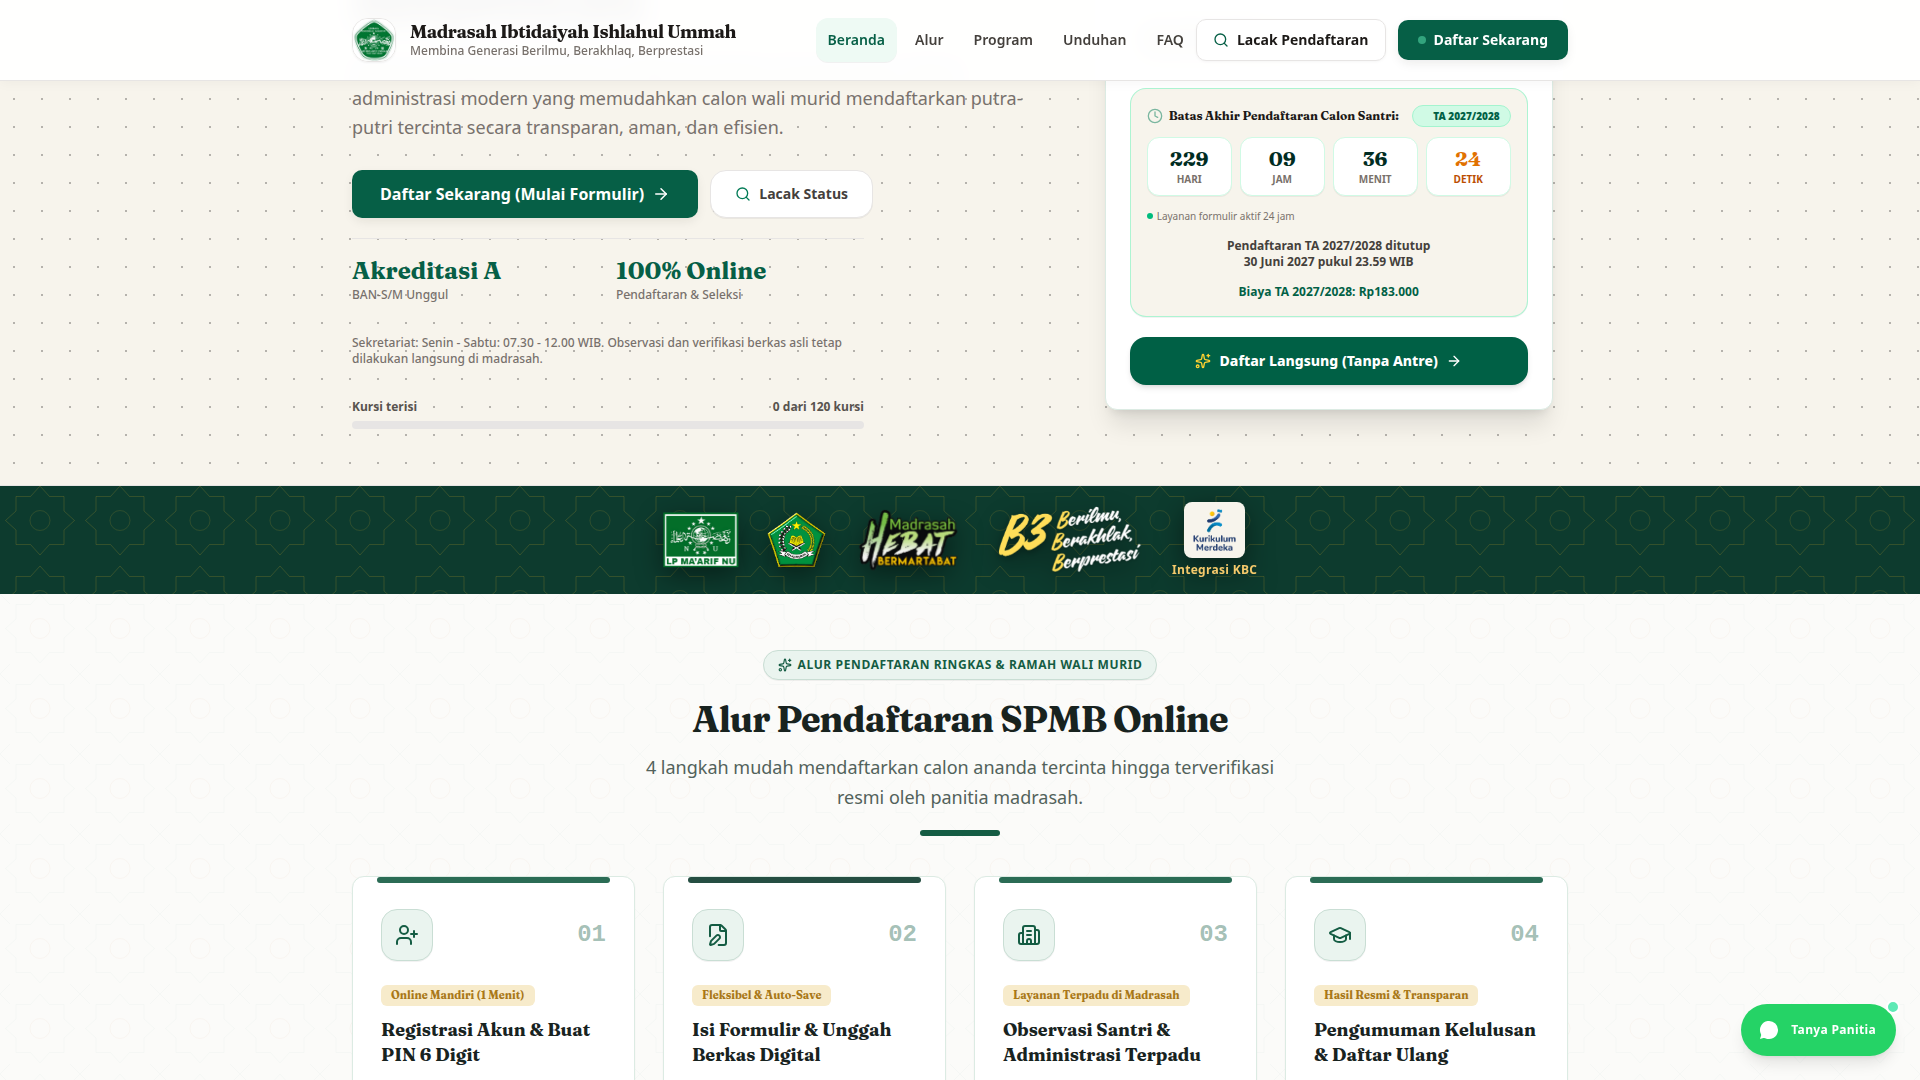 Madrasah Ibtidaiyah Ishlahul Ummah
Membina Generasi Berilmu, Berakhlaq, Berprestasi
Beranda
Alur
Program
Unduhan
FAQ
Lacak Pendaftaran
Daftar Sekarang
administrasi modern yang memudahkan calon wali murid mendaftarkan putra-
putri tercinta secara transparan, aman, dan efisien.
Daftar Sekarang (Mulai Formulir)
Lacak Status
Akreditasi A
BAN-S/M Unggul
100% Online
Pendaftaran & Seleksi
Sekretariat: Senin - Sabtu: 07.30 - 12.00 WIB. Observasi dan verifikasi berkas asli tetap
dilakukan langsung di madrasah.
Kursi terisi
0 dari 120 kursi
Batas Akhir Pendaftaran Calon Santri:
TA 2027/2028
229
HARI
09
JAM
36
MENIT
24
DETIK
Layanan formulir aktif 24 jam
Pendaftaran TA 2027/2028 ditutup
30 Juni 2027 pukul 23.59 WIB
Biaya TA 2027/2028: Rp183.000
Daftar Langsung (Tanpa Antre)
N U
LP MA'ARIF NU
Madrasah
HEBAT
BERMARTABAT
B3
Berilmu,
Berakhlak,
Berprestasi
Kurikulum
Merdeka
Integrasi KBC
ALUR PENDAFTARAN RINGKAS & RAMAH WALI MURID
Alur Pendaftaran SPMB Online
4 langkah mudah mendaftarkan calon ananda tercinta hingga terverifikasi
resmi oleh panitia madrasah.
01
Online Mandiri (1 Menit)
Registrasi Akun & Buat
PIN 6 Digit
02
Fleksibel & Auto-Save
Isi Formulir & Unggah
Berkas Digital
03
Layanan Terpadu di Madrasah
Observasi Santri &
Administrasi Terpadu
04
Hasil Resmi & Transparan
Pengumuman Kelulusan
& Daftar Ulang
Tanya Panitia